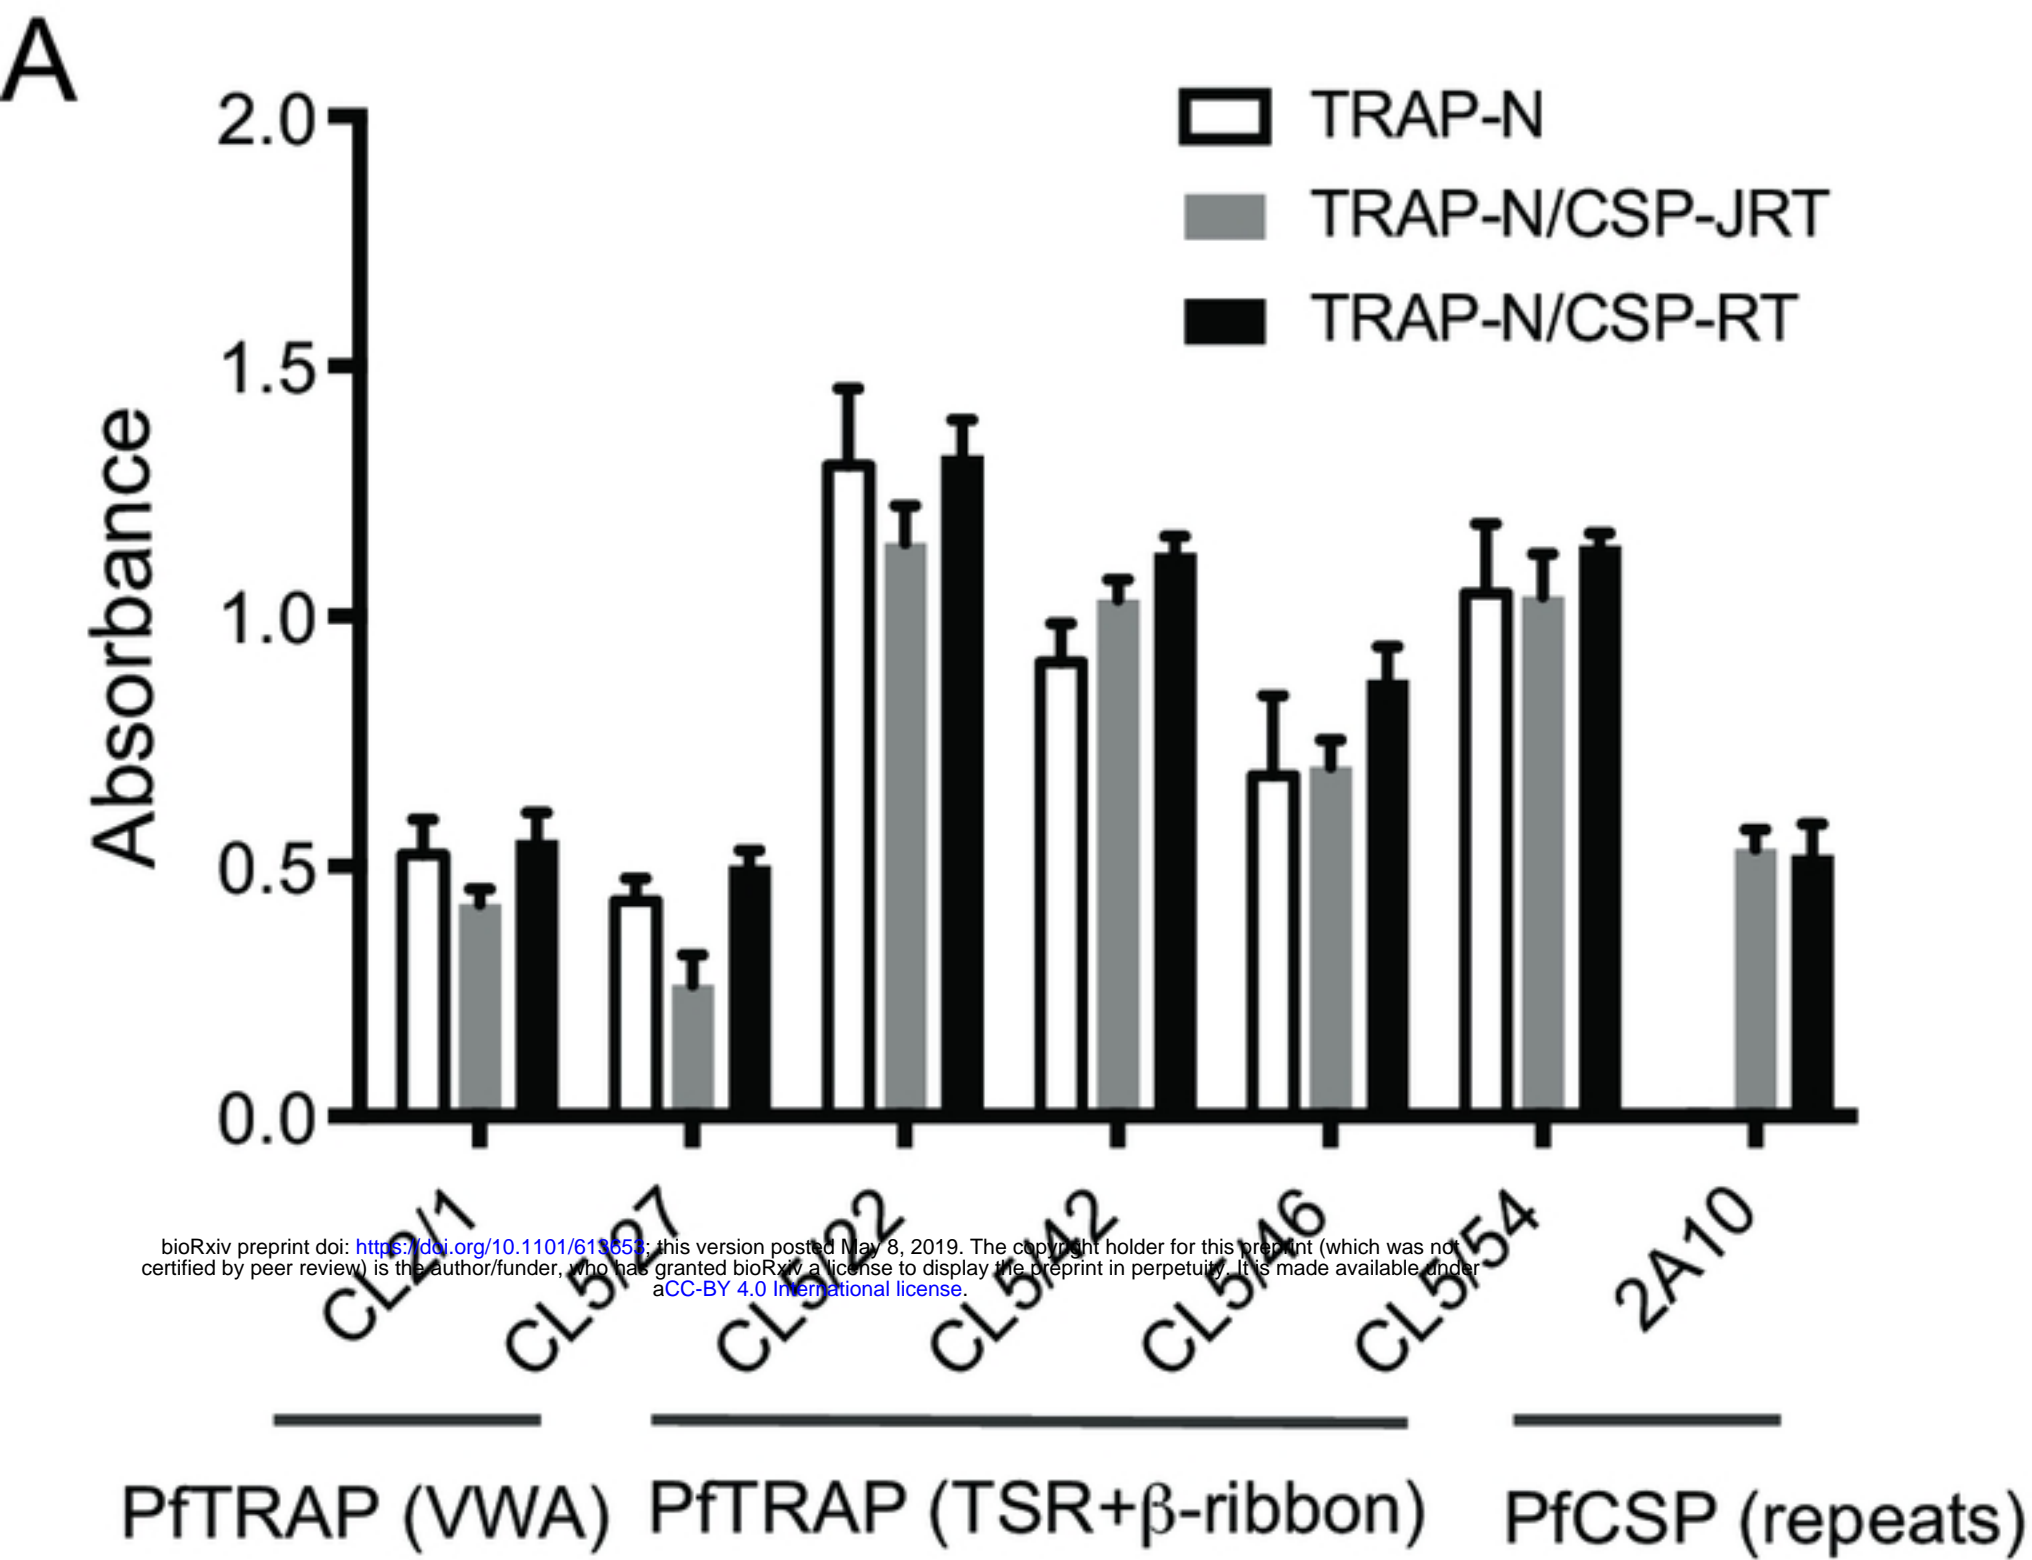 A
2.0
1.5
1.0
0.5
0.0
Absorbance
TRAP-N
TRAP-N/CSP-JRT
TRAP-N/CSP-RT
CL2/1
CL5/27
CL5/22
CL5/42
CL5/46
CL5/54
2A10
bioRxiv preprint doi: https://doi.org/10.1101/613653; this version posted May 8, 2019. The copyright holder for this preprint (which was not
certified by peer review) is the author/funder, who has granted bioRxiv a license to display the preprint in perpetuity. It is made available under
aCC-BY 4.0 International license.
PfTRAP (VWA)
PfTRAP (TSR+β-ribbon)
PfCSP (repeats)